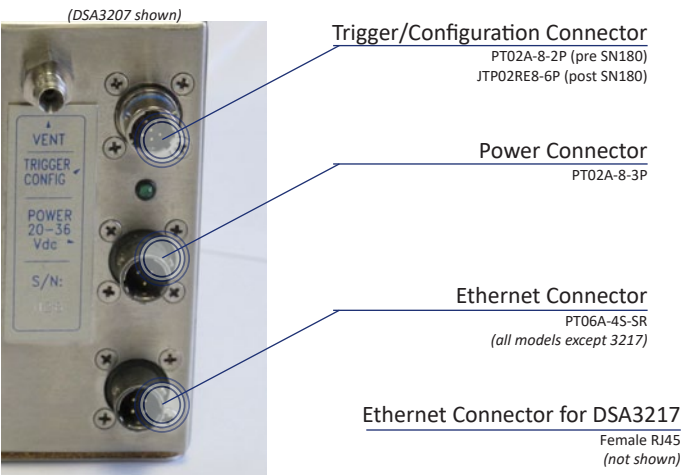 (DSA3207 shown)
Trigger/Configuration Connector
PT02A-8-2P (pre SN180)
JTP02RE8-6P (post SN180)
Power Connector
PT02A-8-3P
Ethernet Connector
PT06A-4S-SR
(all models except 3217)
Ethernet Connector for DSA3217
Female RJ45
(not shown)
VENT
TRIGGER
CONFIG
POWER
20-36
Vdc
S/N: